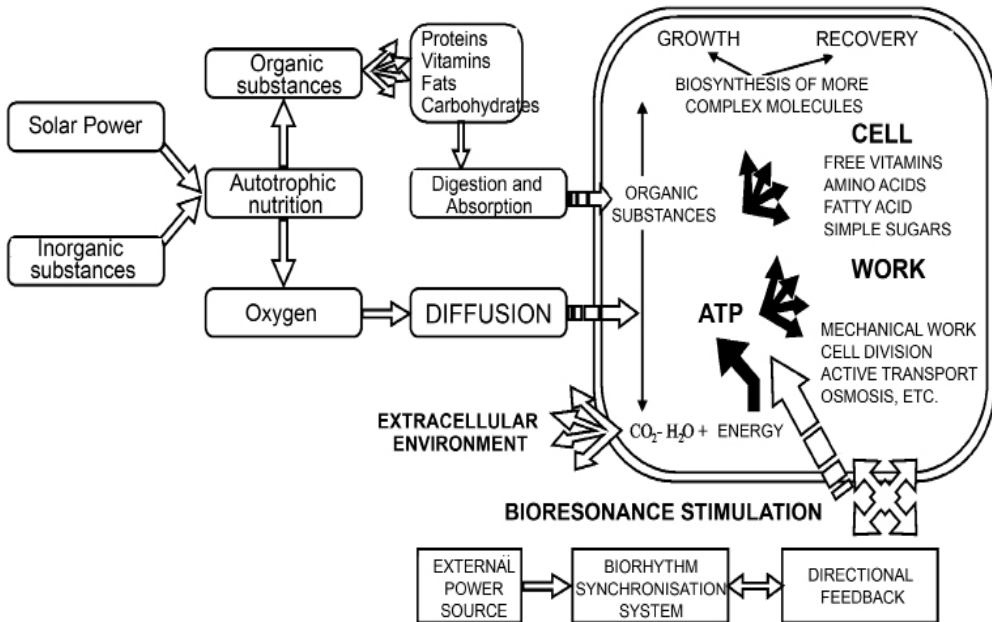 Solar Power
Inorganic
substances
Organic
substances
Autotrophic
nutrition
Oxygen
Proteins
Vitamins
Fats
Carbohydrates
Digestion and
Absorption
DIFFUSION
EXTRACELLULAR
ENVIRONMENT
GROWTH
RECOVERY
BIOSYNTHESIS OF MORE
COMPLEX MOLECULES
CELL
FREE VITAMINS
AMINO ACIDS
FATTY ACID
SIMPLE SUGARS
ORGANIC
SUBSTANCES
WORK
ATP
MECHANICAL WORK
CELL DIVISION
ACTIVE TRANSPORT
OSMOSIS, ETC.
CO₂- H₂O + ENERGY
BIORESONANCE STIMULATION
EXTERNÄL
POWER
SOURCE
BIORHYTHM
SYNCHRONISATION
SYSTEM
DIRECTIONAL
FEEDBACK